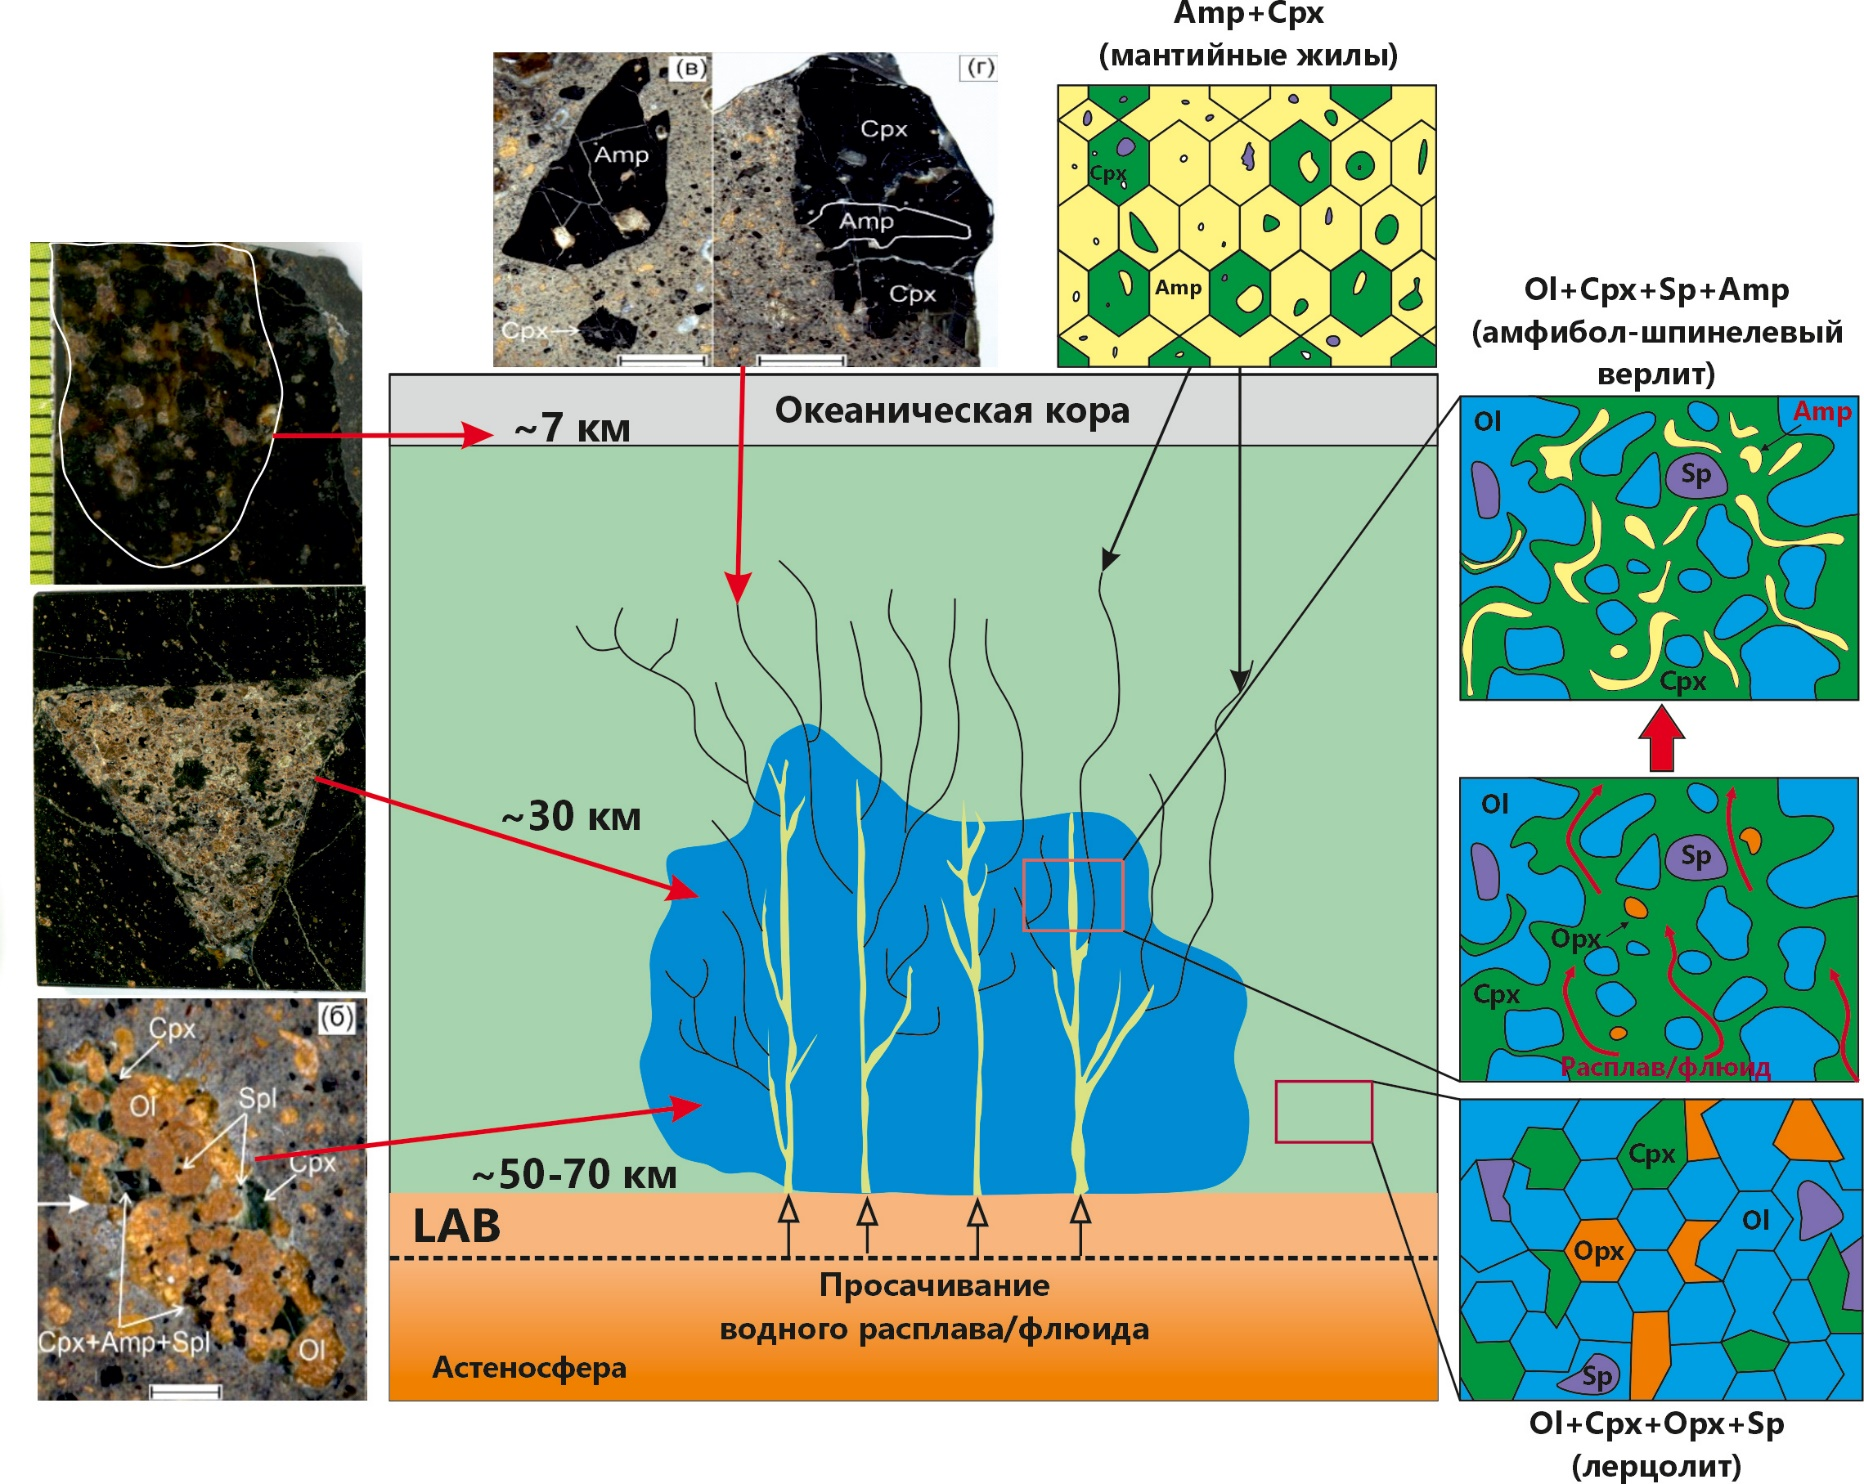 Amp+Cpx
(мантийные жилы)
(в)
Amp
Cpx
(г)
Cpx
Amp
Cpx
Cpx
Amp
Ol+Cpx+Sp+Amp
(амфибол-шпинелевый
верлит)
Ol
Amp
Sp
Cpx
Океаническая кора
~7 км
~30 км
~50-70 км
LAB
Просачивание
водного расплава/флюида
Астеносфера
(б)
Cpx
Ol
Spl
Cpx
Cpx+Amp+Spl
Ol
Ol
Sp
Opx
Cpx
Расплав/флюид
Cpx
Ol
Opx
Sp
Ol+Cpx+Opx+Sp
(лерцолит)